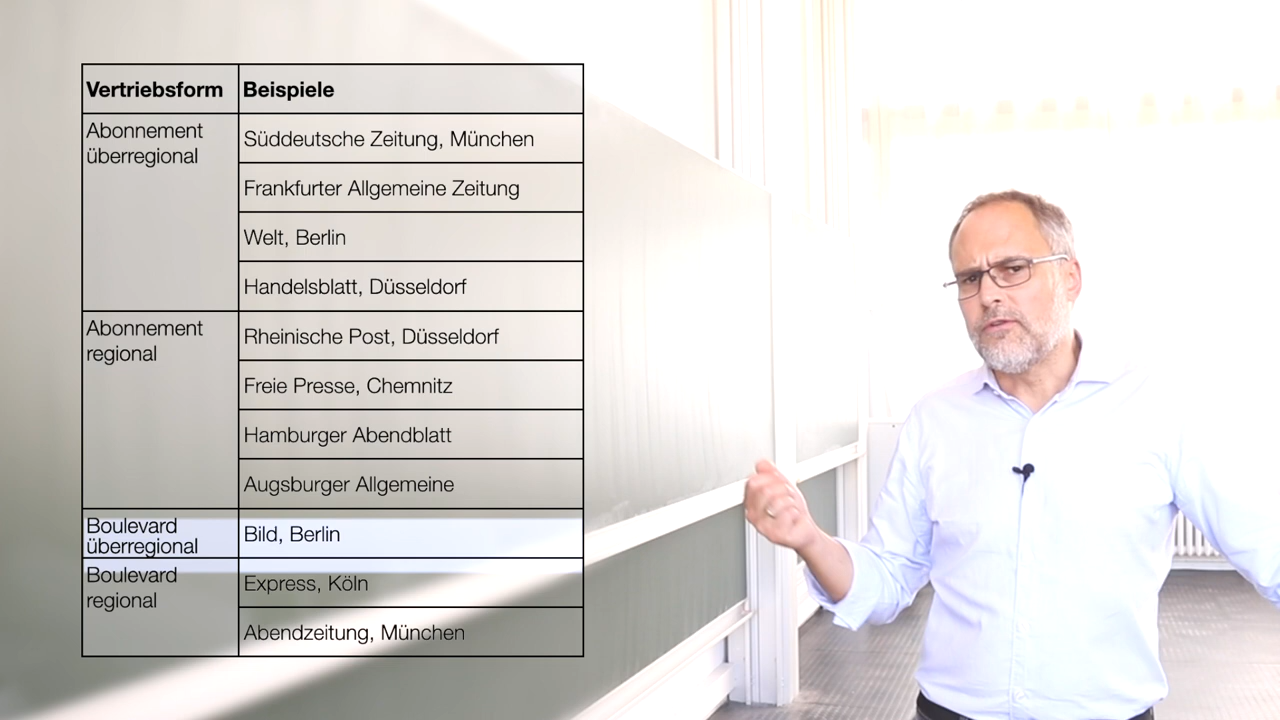 Vertriebsform Beispiele
Abonnement
überregional
Süddeutsche Zeitung, München
Frankfurter Allgemeine Zeitung
Welt, Berlin
Handelsblatt, Düsseldorf
Abonnement
regional
Rheinische Post, Düsseldorf
Freie Presse, Chemnitz
Hamburger Abendblatt
Augsburger Allgemeine
Boulevard
überregional
Bild, Berlin
Boulevard
regional
Express, Köln
Abendzeitung, München